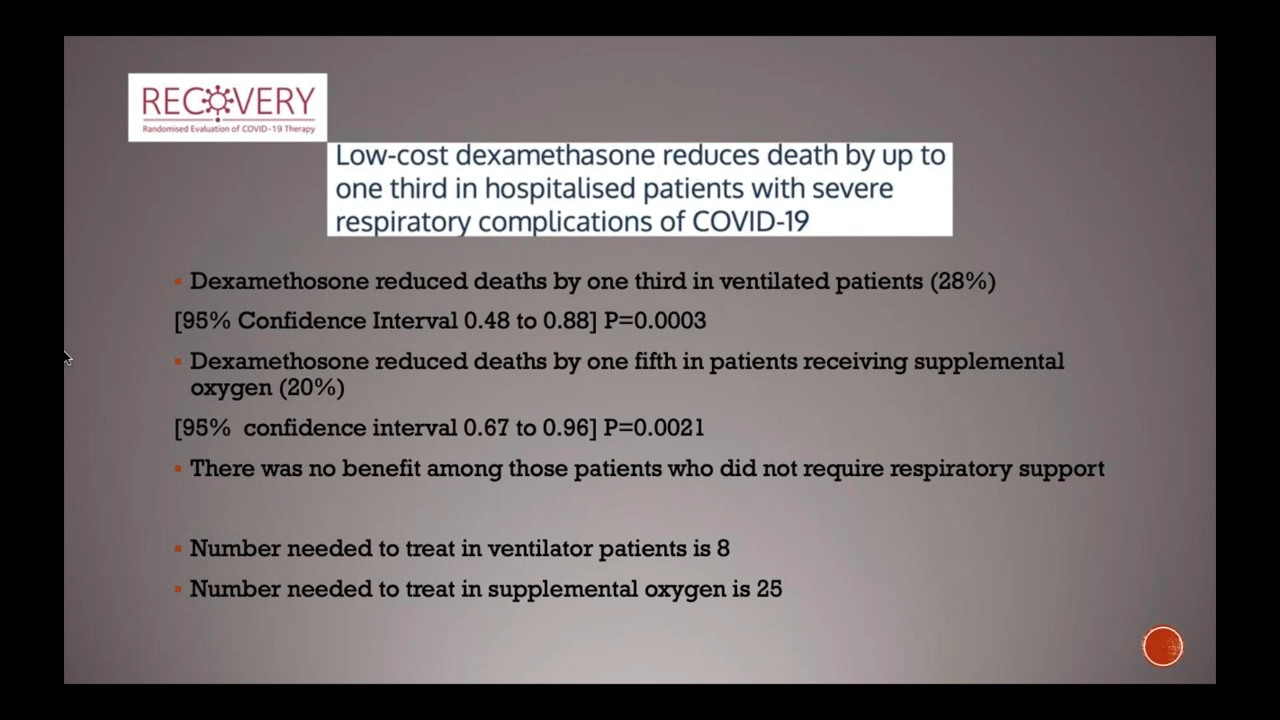 RECOVERY
Randomised Evaluation of COVID-19 Therapy
Low-cost dexamethasone reduces death by up to
one third in hospitalised patients with severe
respiratory complications of COVID-19
Dexamethosone reduced deaths by one third in ventilated patients (28%)
[95% Confidence Interval 0.48 to 0.88] P=0.0003
Dexamethosone reduced deaths by one fifth in patients receiving supplemental
oxygen (20%)
[95%  confidence interval 0.67 to 0.96] P=0.0021
There was no benefit among those patients who did not require respiratory support
Number needed to treat in ventilator patients is 8
Number needed to treat in supplemental oxygen is 25